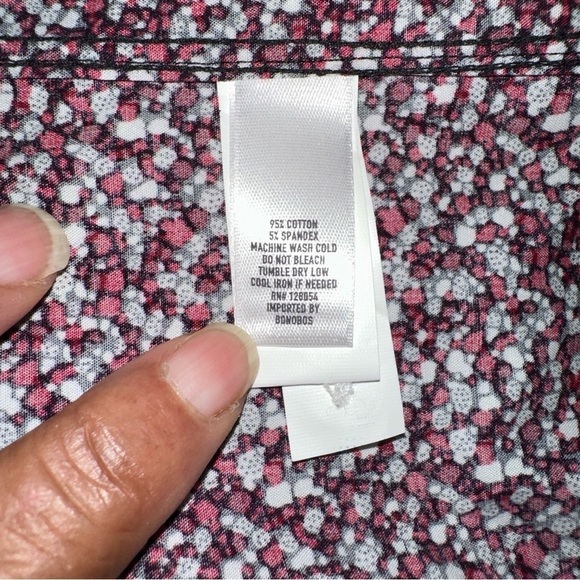 95% COTTON
5% SPANDEX
MACHINE WASH COLD
DO NOT BLEACH
TUMBLE DRY LOW
COOL IRON IF NEEDED
RN# 126954
IMPORTED BY
BONOBOS